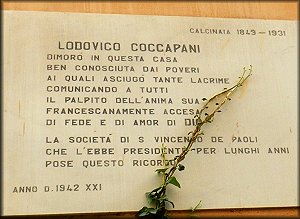 CALCINAIA 1849-1931
LODOVICO COCCAPANI
DIMORÒ IN QUESTA CASA
BEN CONOSCIUTA DAI POVERI
AI QUALI ASCIUGÒ TANTE LACRIME
COMUNICANDO A TUTTI
IL PALPITO DELL'ANIMA SUA
FRANCESCANAMENTE ACCESA
DI FEDE E DI AMOR DI DIO
LA SOCIETÀ DI S VINCENZO DE PAOLI
CHE L'EBBE PRESIDENTE PER LUNGHI ANNI
POSE QUESTO RICORDO
ANNO D. 1942 XXI